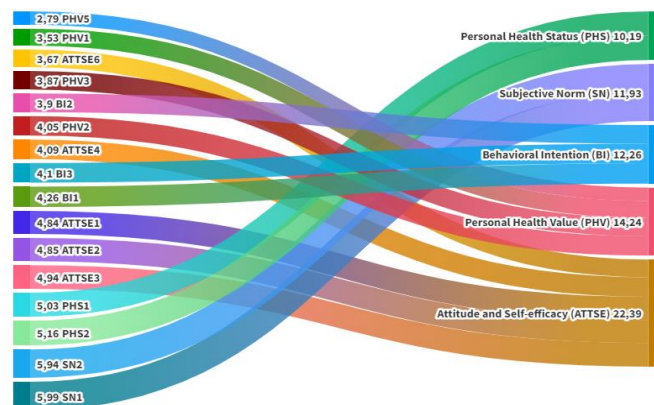 2,79 PHV5
3,53 PHV1
3,67 ATTSE6
3,87 PHV3
3,9 BI2
4,05 PHV2
4,09 ATTSE4
4,1 BI3
4,26 BI1
4,84 ATTSE1
4,85 ATTSE2
4,94 ATTSE3
5,03 PHS1
5,16 PHS2
5,94 SN2
5,99 SN1
Personal Health Status (PHS) 10,19
Subjective Norm (SN) 11,93
Behavioral Intention (BI) 12,26
Personal Health Value (PHV) 14,24
Attitude and Self-efficacy (ATTSE) 22,39